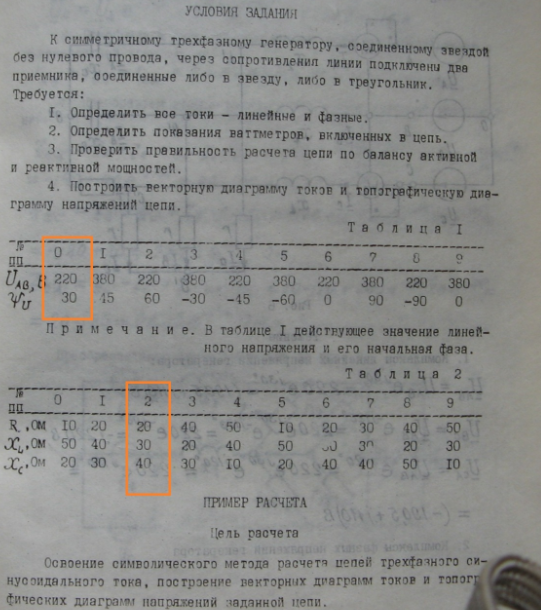 УСЛОВИЯ ЗАДАНИЯ
К симметричному трехфазному генератору, соединенному звездой
без нулевого провода, через сопротивления линии подключены два
приемника, соединенные либо в звезду, либо в треугольник.
Требуется:
I. Определить все токи - линейные и фазные.
2. Определить показания ваттметров, включенных в цепь.
3. Проверить правильность расчета цепи по балансу активной
и реактивной мощностей.
4. Построить векторную диаграмму токов и топографическую диа-
грамму напряжений цепи.
Таблица I
№ пп 0 I 2 3 4 5 6 7 8 9
U_AB, В 220 380 220 380 220 380 220 380 220 380
Ψ_U 30 45 60 -30 -45 -60 0 90 -90 0
Примечание. В таблице I действующее значение линей-
ного напряжения и его начальная фаза.
Таблица 2
№ пп 0 I 2 3 4 5 6 7 8 9
R, Ом 10 20 20 40 50 10 20 30 40 50
X_L, Ом 50 40 30 20 40 50 30 20 30
X_C, Ом 20 30 40 30 10 20 40 40 50 10
ПРИМЕР РАСЧЕТА
Цель расчета
Освоение символического метода расчета цепей трехфазного си-
нусоидального тока, построение векторных диаграмм токов и топогра-
фических диаграмм напряжений заданной цепи.